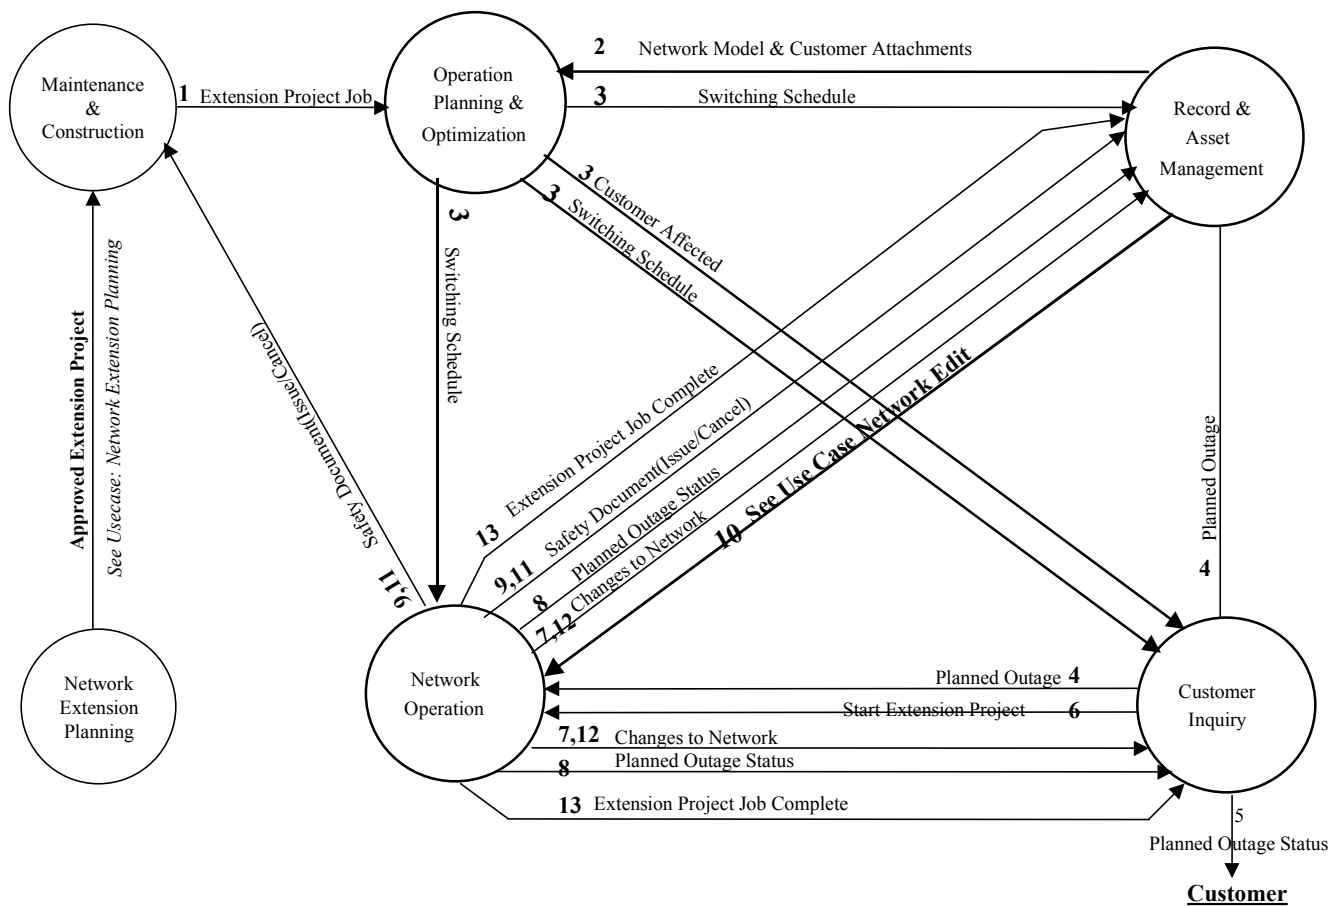 Maintenance
&
Construction
1 Extension Project Job
Operation
Planning &
Optimization
2 Network Model & Customer Attachments
3 Switching Schedule
Record &
Asset
Management
3 Customer Affected
3 Switching Schedule
3 Switching Schedule
Approved Extension Project
See Usecase: Network Extension Planning
Safety Document(Issue/Cancel)
9,11
13 Extension Project Job Complete
9,11 Safety Document(Issue/Cancel)
8 Planned Outage Status
7,12 Changes to Network
10 See Use Case Network Edit
Planned Outage
4
Network
Extension
Planning
Network
Operation
Customer
Inquiry
Planned Outage 4
Start Extension Project 6
7,12 Changes to Network
8 Planned Outage Status
13 Extension Project Job Complete
5
Planned Outage Status
Customer